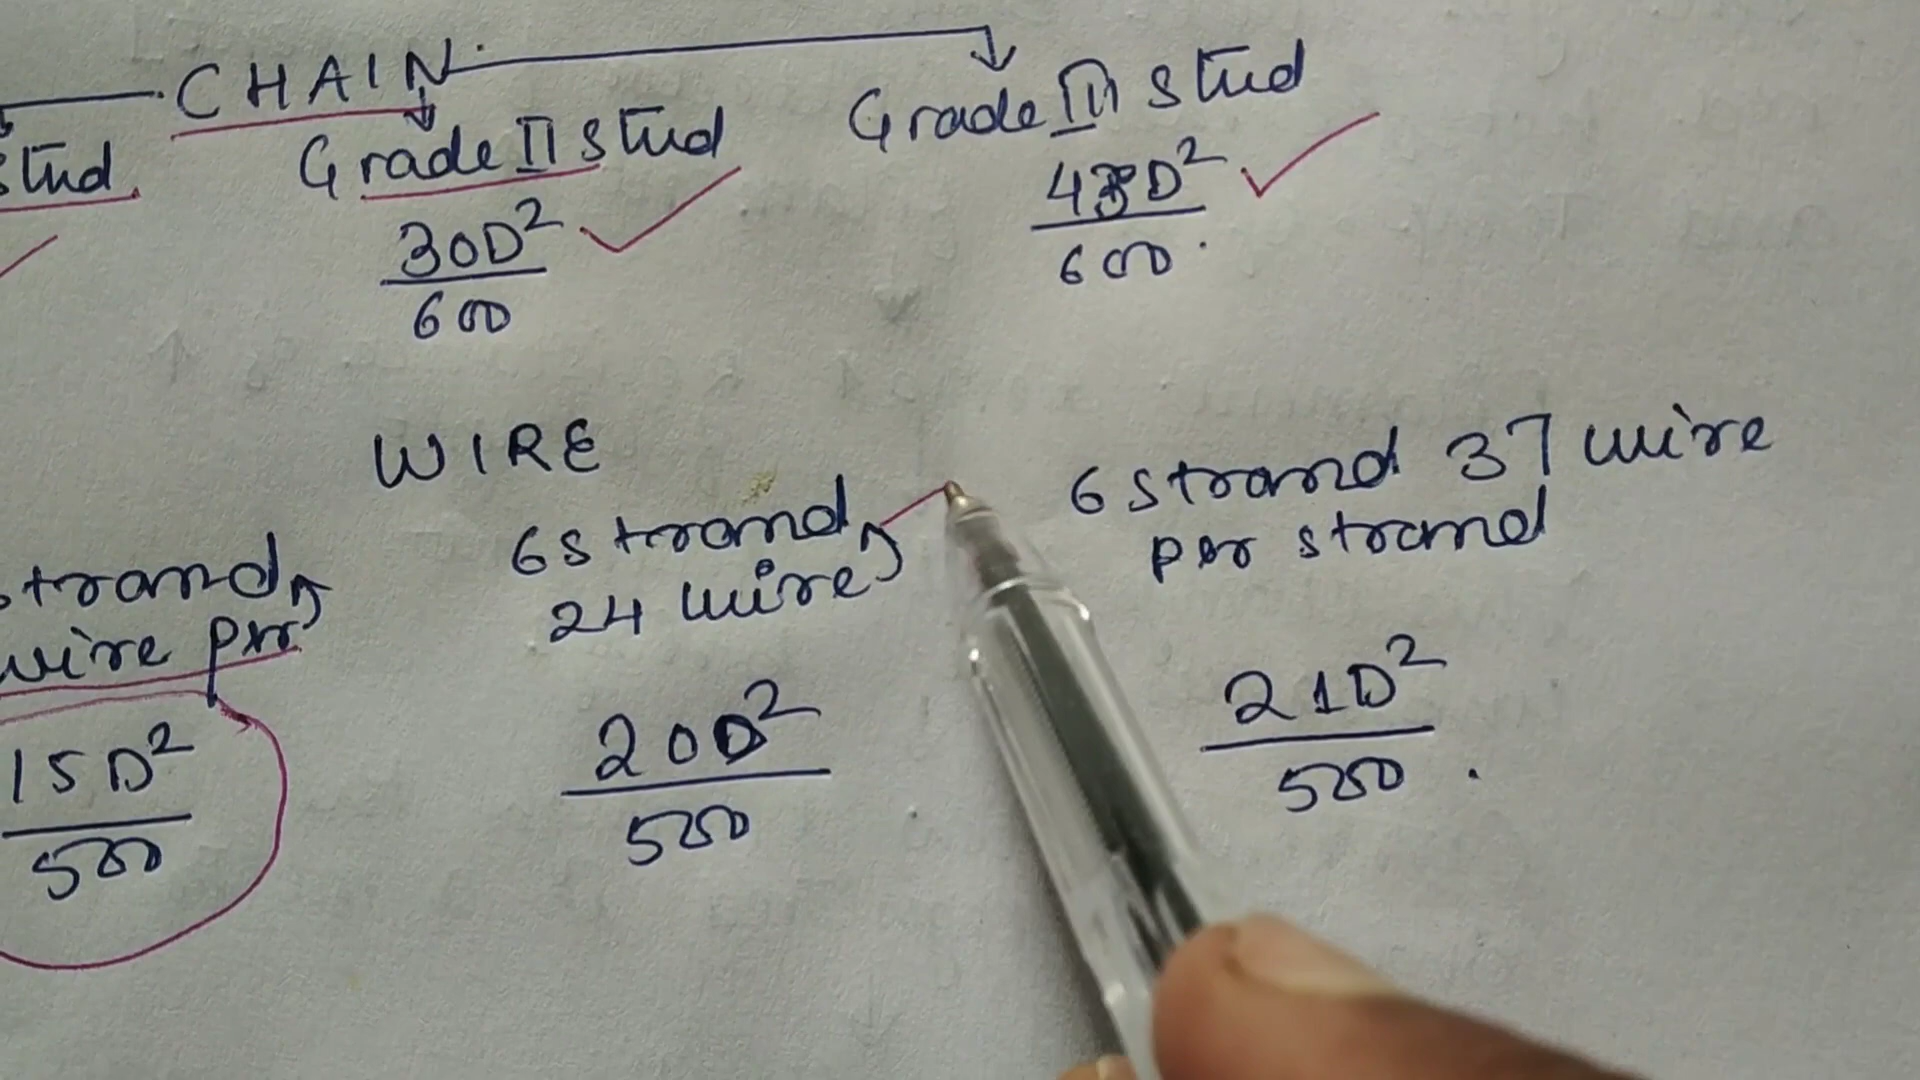 CHAIN
stud. Grade II stud Grade III stud
30D²
600
43D²
600.
WIRE
strand
wire per
15D²
500
6 strand
24 wire
20D²
500
6 strand 37 wire
per strand
21D²
500.